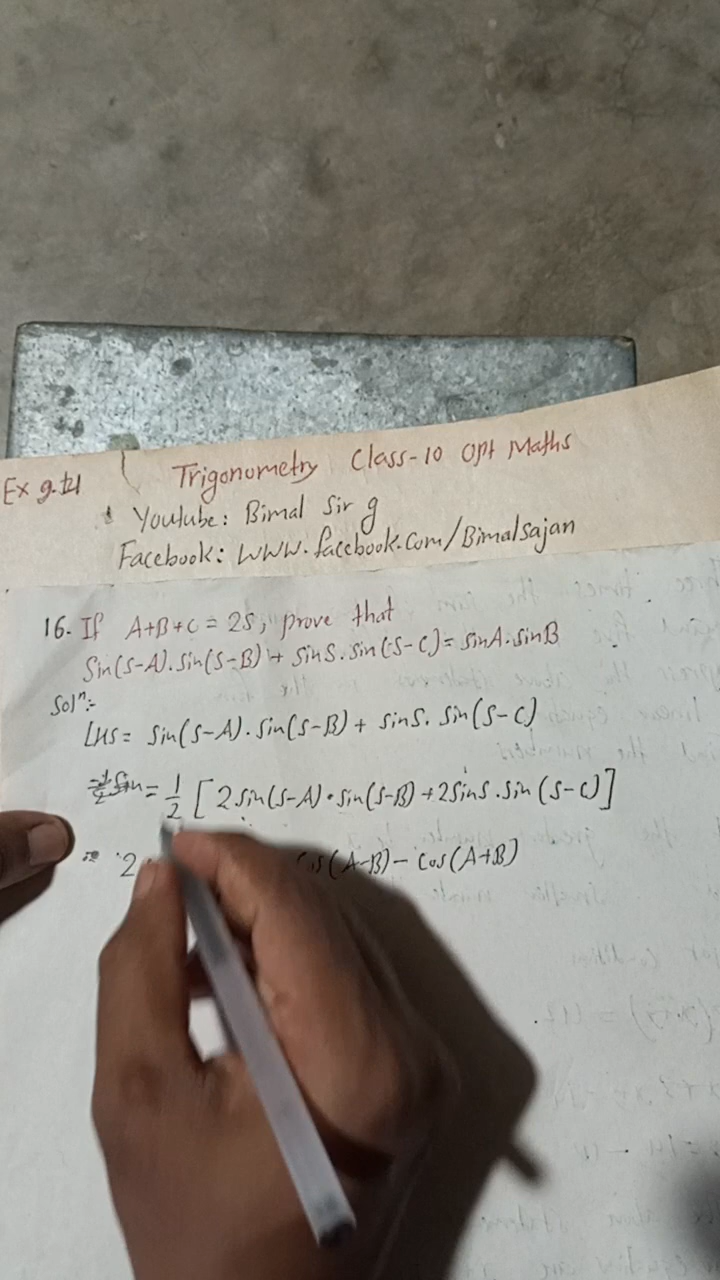 Ex 9.4 Trigonometry Class-10 Opt Maths
Youtube: Bimal Sir g
Facebook: www.facebook.com/Bimalsajan
16. If A+B+C = 2S, prove that
Sin(S-A).sin(S-B) + sinS.sin(S-C) = sinA.sinB
Solⁿ:-
LHS = sin(S-A).sin(S-B) + sinS. sin(S-C)
= 1/2 [2sin(S-A).sin(S-B) + 2sinS.sin(S-C)]
2 cos(A-B) - cos(A+B)